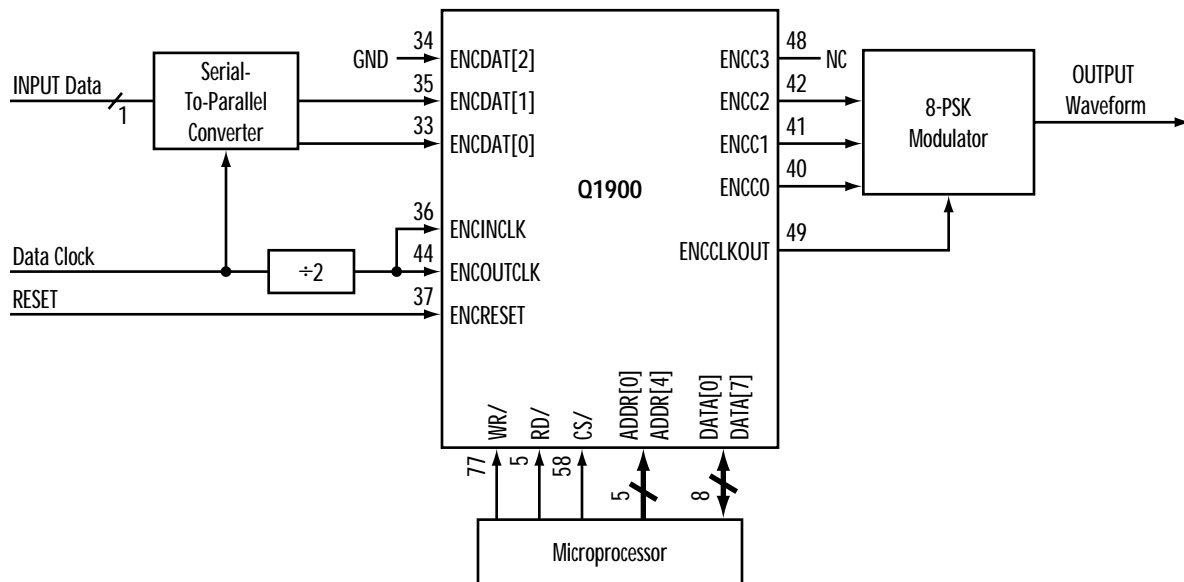 34
48
GND
ENCDAT[2]
ENCC3
NC
Serial-
To-Parallel
Converter
INPUT Data
1
35
ENCDAT[1]
42
ENCC2
33
ENCDAT[0]
41
ENCC1
8-PSK
Modulator
OUTPUT
Waveform
40
ENCC0
Q1900
36
ENCINCLK
49
ENCCLKOUT
Data Clock
÷2
44
ENCOUTCLK
RESET
37
ENCRESET
WR/
RD/
CS/
ADDR[0]
ADDR[4]
DATA[0]
DATA[7]
77
5
58
5
8
Microprocessor